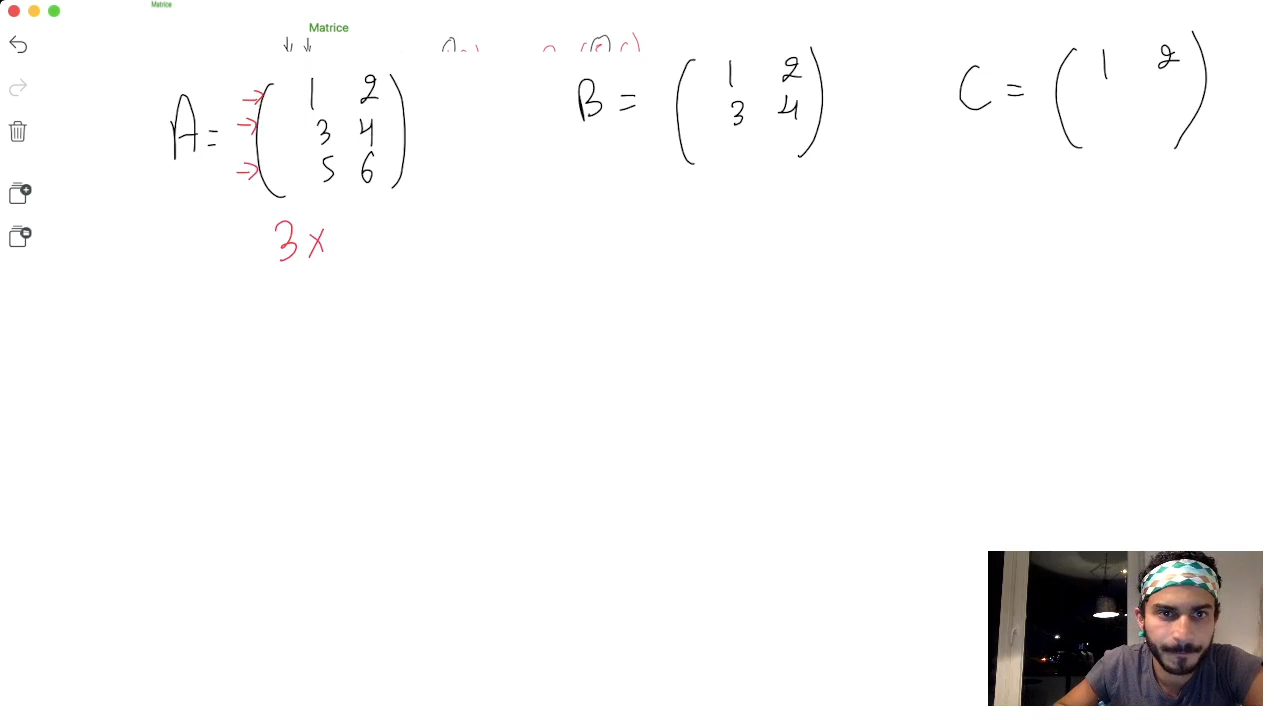 Matrice
Matrice
A = ( 1 2
3 4
5 6 )
3 x
B = ( 1 2
3 4 )
C = ( 1 2 )